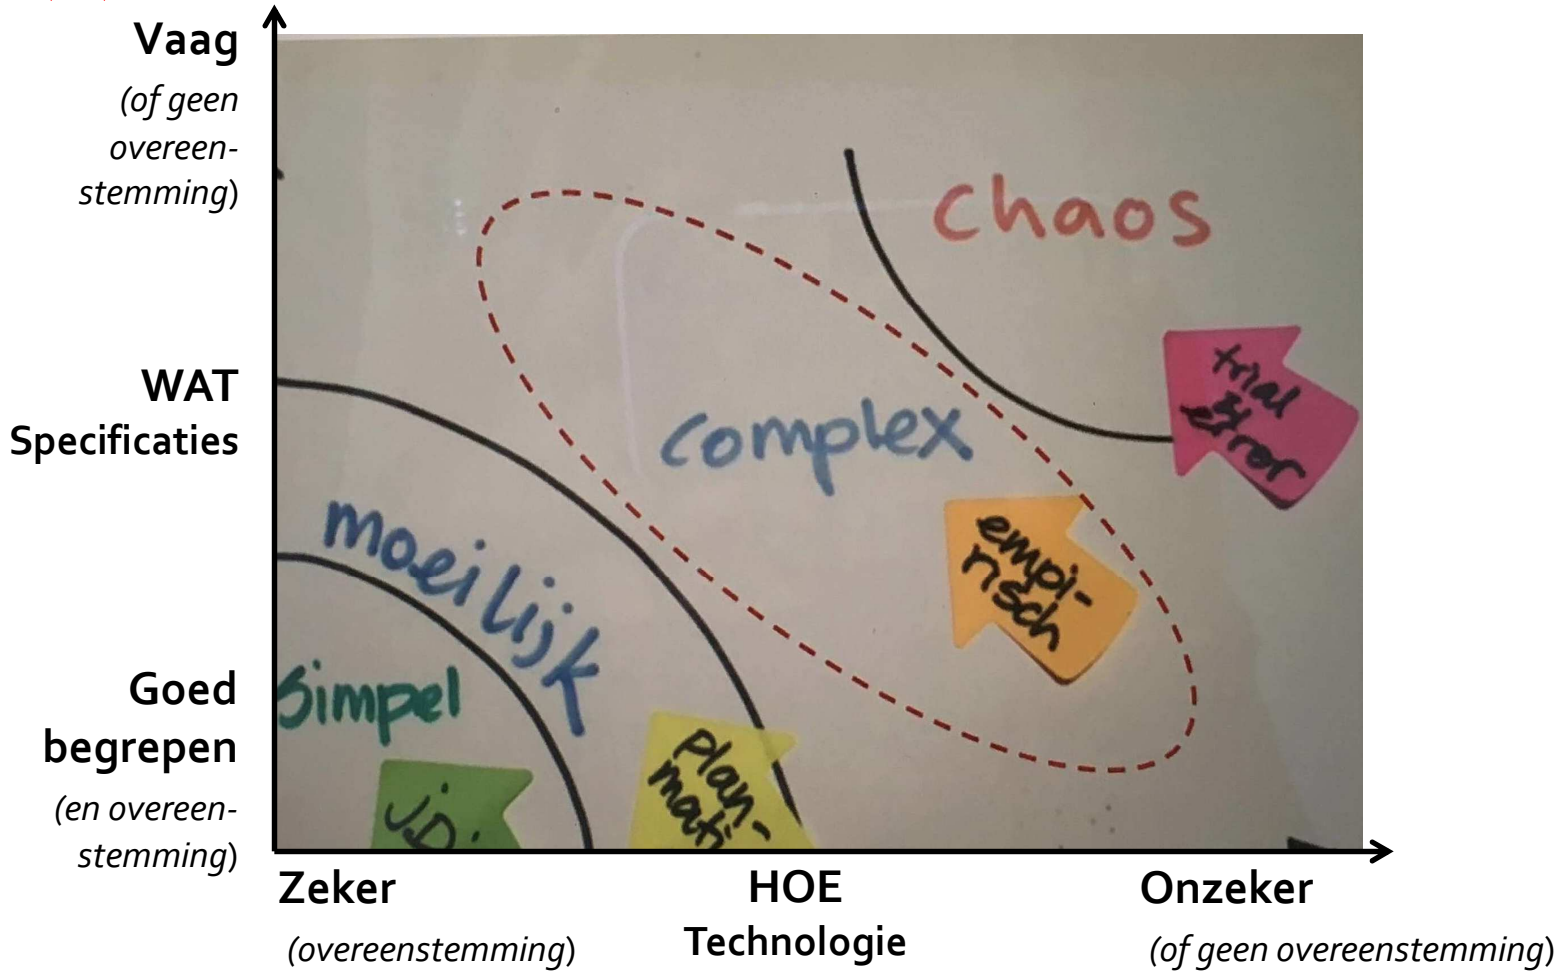 Vaag
(of geen
overeen-
stemming)
WAT
Specificaties
Goed
begrepen
(en overeen-
stemming)
chaos
trial
&
error
complex
empi-
risch
moeilijk
simpel
plan-
mati
j.D.
Zeker
(overeenstemming)
HOE
Technologie
Onzeker
(of geen overeenstemming)